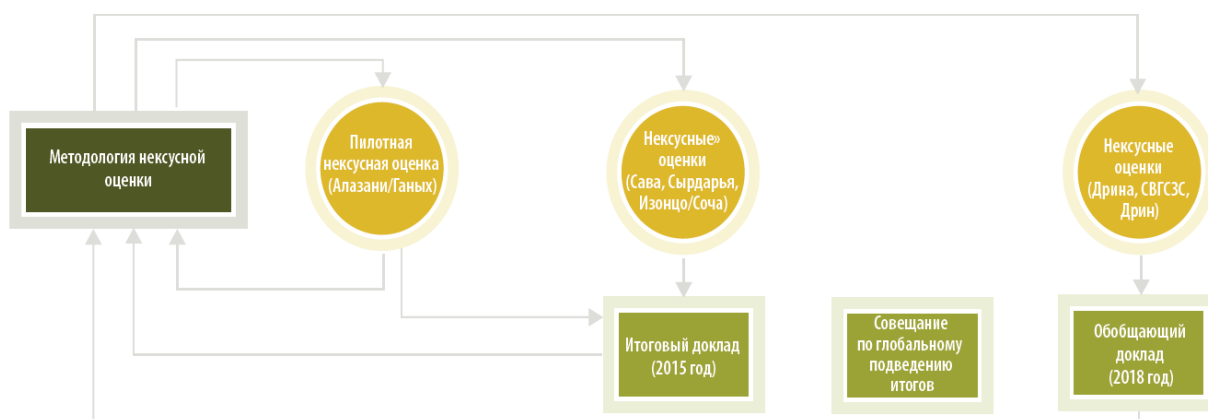 Методология нексусной
оценки
Пилотная
нексусная оценка
(Алазани/Ганых)
Нексусные»
оценки
(Сава, Сырдарья,
Изонцо/Соча)
Нексусные
оценки
(Дрина, СВГСЗС,
Дрин)
Итоговый доклад
(2015 год)
Совещание
по глобальному
подведению
итогов
Обобщающий
доклад
(2018 год)